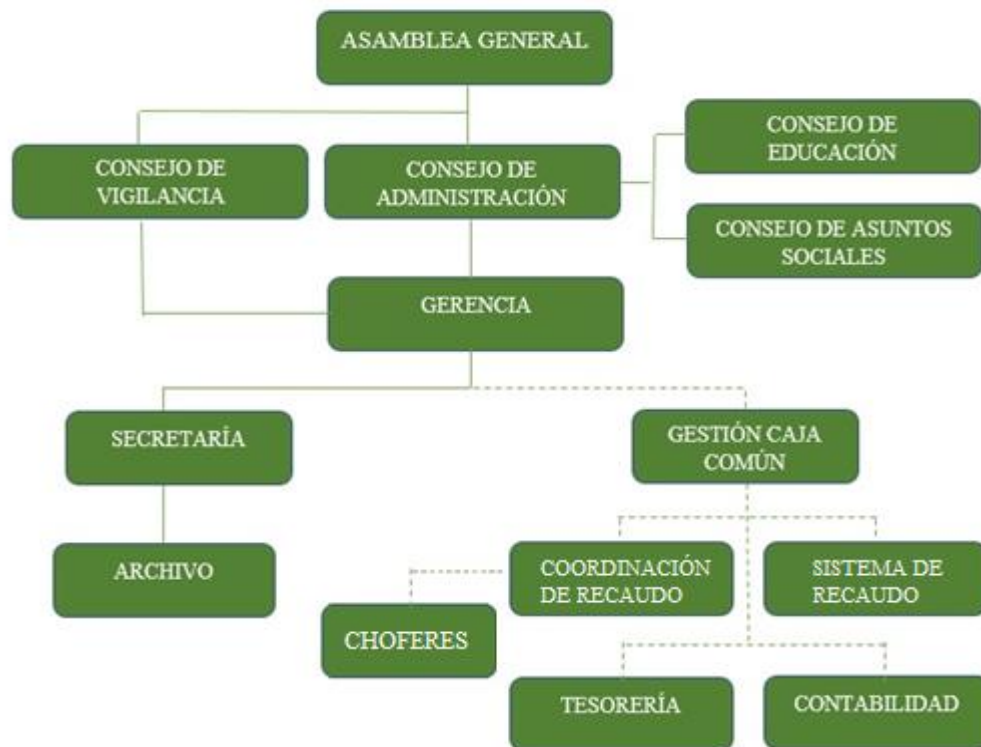 ASAMBLEA GENERAL
CONSEJO DE
VIGILANCIA
CONSEJO DE
ADMINISTRACIÓN
CONSEJO DE
EDUCACIÓN
CONSEJO DE ASUNTOS
SOCIALES
GERENCIA
SECRETARÍA
GESTIÓN CAJA
COMÚN
ARCHIVO
COORDINACIÓN
DE RECAUDO
SISTEMA DE
RECAUDO
CHOFERES
TESORERÍA
CONTABILIDAD